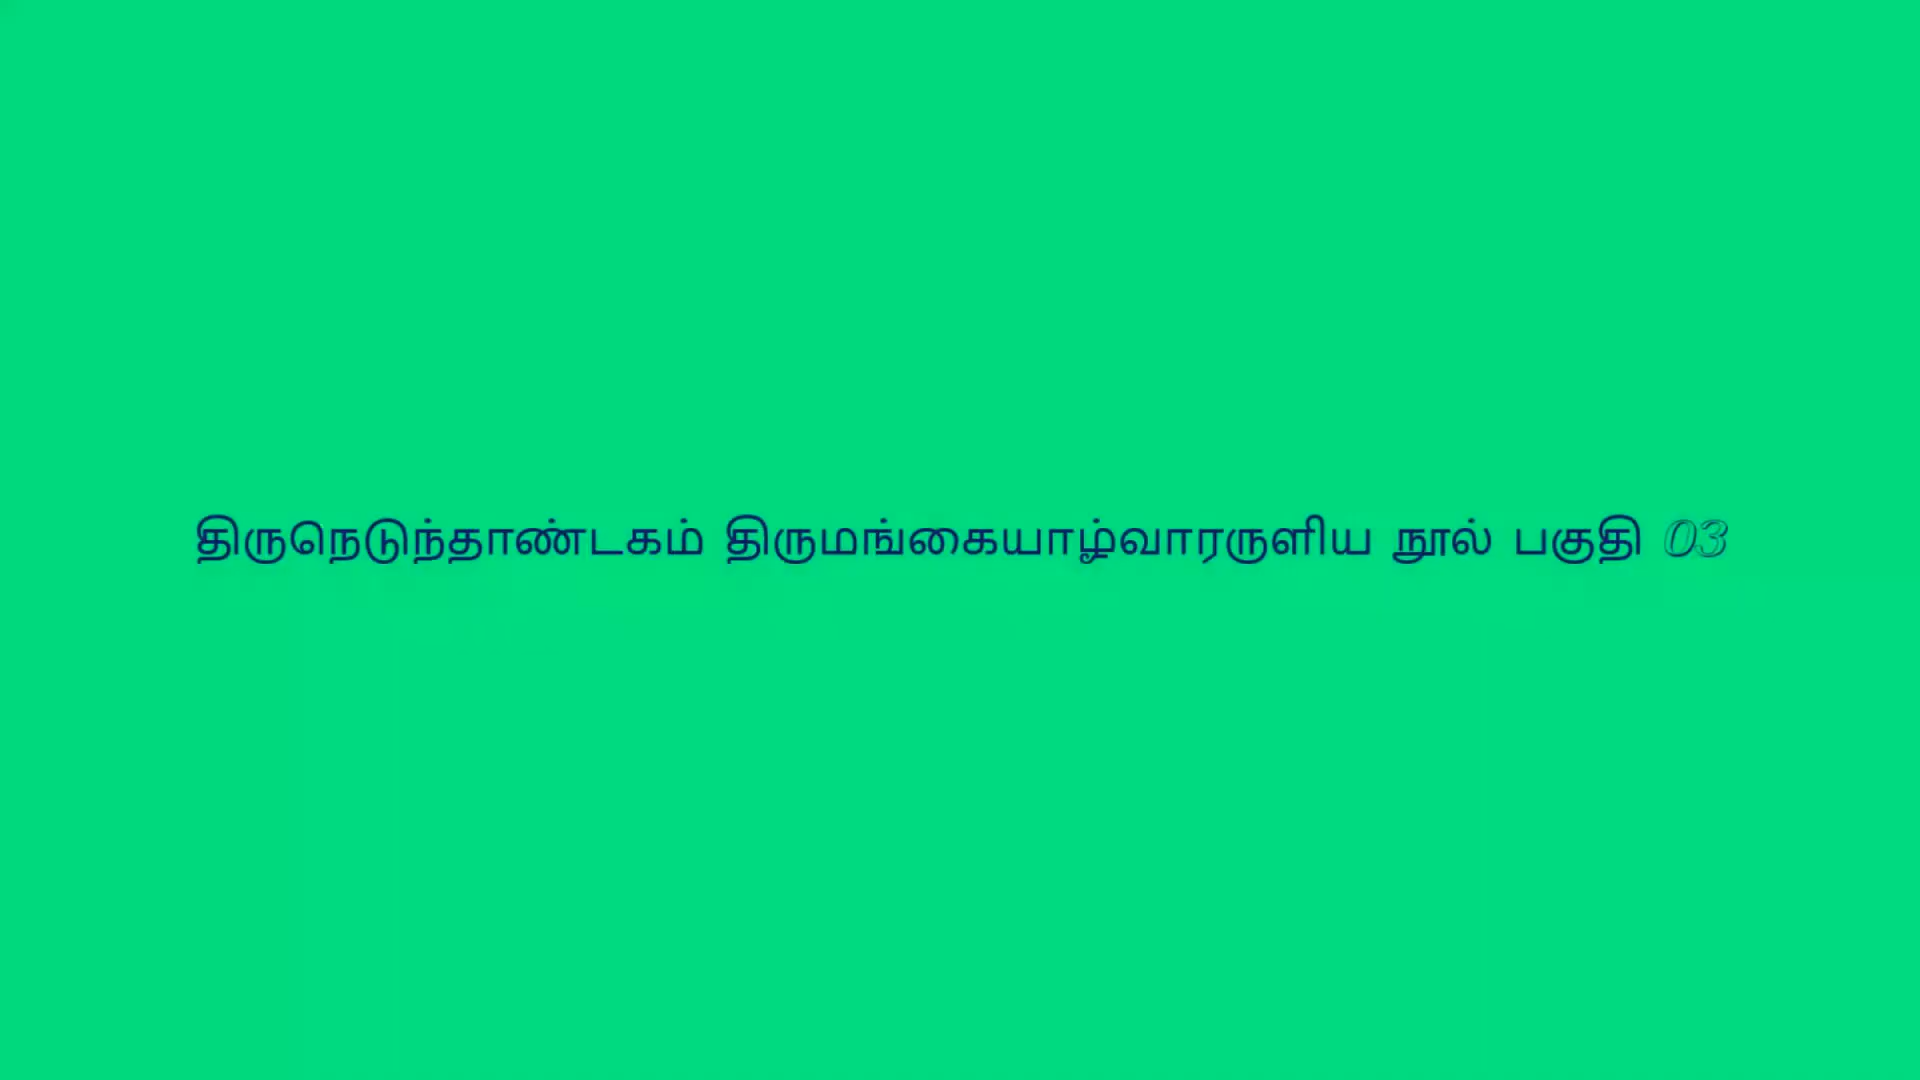 திருநெடுந்தாண்டகம் திருமங்கையாழ்வாரருளிய நூல் பகுதி 03